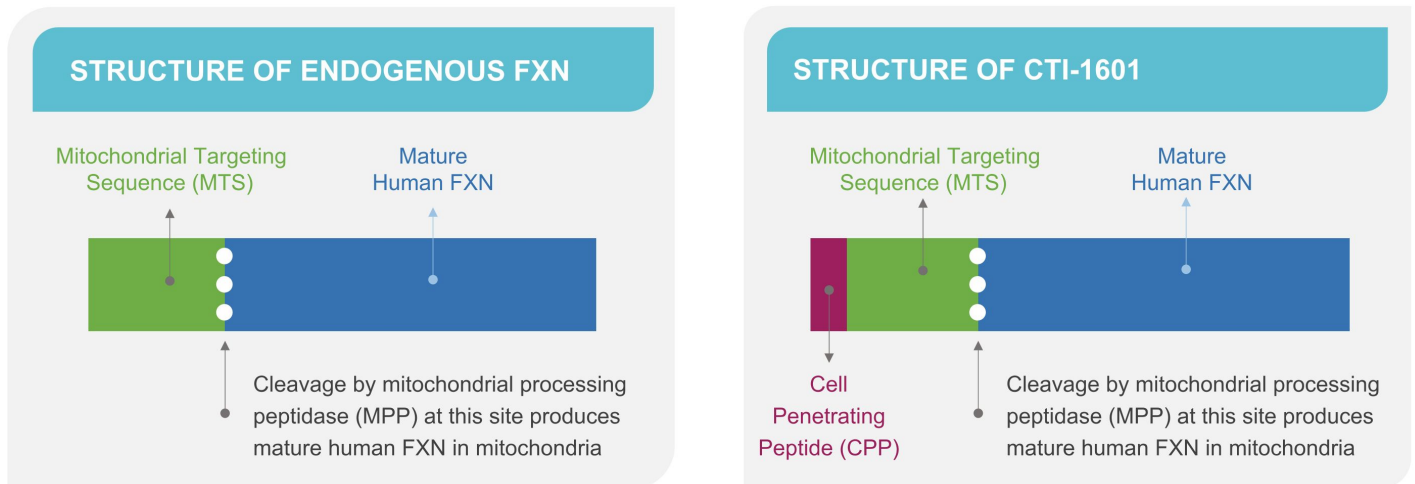 STRUCTURE OF ENDOGENOUS FXN
Mitochondrial Targeting
Sequence (MTS)
Mature
Human FXN
Cleavage by mitochondrial processing
peptidase (MPP) at this site produces
mature human FXN in mitochondria
STRUCTURE OF CTI-1601
Mitochondrial Targeting
Sequence (MTS)
Mature
Human FXN
Cell
Penetrating
Peptide (CPP)
Cleavage by mitochondrial processing
peptidase (MPP) at this site produces
mature human FXN in mitochondria